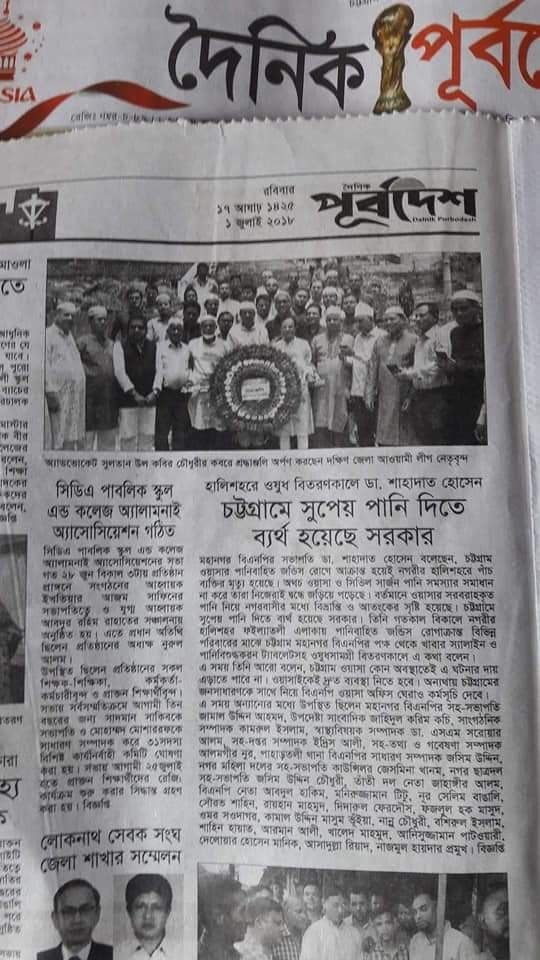 দৈনিক পূর্বদে
SIA
রবিবার
১৭ আষাঢ় ১৪২৫
১ জুলাই ২০১৮
দৈনিক
পূর্বদেশ
Dainik Purbodesh
অ্যাডভোকেট সুলতান উল কবির চৌধুরীর কবরে শ্রদ্ধাঞ্জলি অর্পণ করছেন দক্ষিণ জেলা আওয়ামী লীগ নেতৃবৃন্দ
সিডিএ পাবলিক স্কুল
এন্ড কলেজ অ্যালামনাই
অ্যাসোসিয়েশন গঠিত
সিডিএ পাবলিক স্কুল এন্ড কলেজ
অ্যালামনাই অ্যাসোসিয়েশনের সভা
গত ২৮ জুন বিকাল ৩টায় প্রতিষ্ঠান
প্রাঙ্গনে সংগঠনের আহ্বায়ক
ইখতিয়ার আজম সাফিনের
সভাপতিত্বে ও যুগ্ম আহ্বায়ক
আবদুর রহিম রাহাতের সঞ্চালনায়
অনুষ্ঠিত হয়। এতে প্রধান অতিথি
ছিলেন প্রতিষ্ঠানের অধ্যক্ষ নুরুল
আলম।
উপস্থিত ছিলেন প্রতিষ্ঠানের সকল
শিক্ষক-শিক্ষিকা, কর্মকর্তা-
কর্মচারীবৃন্দ ও প্রাক্তন শিক্ষার্থীবৃন্দ।
সভায় সর্বসম্মতিক্রমে আগামী তিন
বছরের জন্য সাদমান সাকিবকে
সভাপতি ও মোহাম্মদ মোশাররফকে
সাধারণ সম্পাদক করে ৩১সদস্য
বিশিষ্ট কার্যনির্বাহী কমিটি ঘোষণা
করা হয়। সভায় আগামী ২৫জুলাই
হতে প্রাক্তন শিক্ষার্থীদের রেজি:
কার্যক্রম শুরু করার সিদ্ধান্ত গ্রহণ
করা হয়। বিজ্ঞপ্তি
লোকনাথ সেবক সংঘ
জেলা শাখার সম্মেলন
হালিশহরে ওষুধ বিতরণকালে ডা. শাহাদাত হোসেন
চট্টগ্রামে সুপেয় পানি দিতে
ব্যর্থ হয়েছে সরকার
মহানগর বিএনপির সভাপতি ডা. শাহাদাত হোসেন বলেছেন, চট্টগ্রাম
ওয়াসার পানিবাহিত জন্ডিস রোগে আক্রান্ত হয়েই নগরীর হালিশহরে পাঁচ
ব্যক্তির মৃত্যু হয়েছে। অথচ ওয়াসা ও সিভিল সার্জন পানি সমস্যার সমাধান
না করে তারা নিজেরাই দ্বন্দ্বে জড়িয়ে পড়েছে। বর্তমানে ওয়াসার সরবরাহকৃত
পানি নিয়ে নগরবাসীর মধ্যে বিভ্রান্তি ও আতংকের সৃষ্টি হয়েছে। চট্টগ্রামে
সুপেয় পানি দিতে ব্যর্থ হয়েছে সরকার। তিনি গতকাল বিকালে নগরীর
হালিশহর ফইল্যাতলী এলাকায় পানিবাহিত জন্ডিস রোগাক্রান্ত বিভিন্ন
পরিবারের মাঝে চট্টগ্রাম মহানগর বিএনপির পক্ষ থেকে খাবার স্যালাইন ও
পানিবিশুদ্ধকরন ট্যাবলেটসহ ওষুধসামগ্রী বিতরণকালে এ কথা বলেন।
এ সময় তিনি আরো বলেন, চট্টগ্রাম ওয়াসা কোন অবস্থাতেই এ ঘটনার দায়
এড়াতে পারে না। ওয়াসাকেই দ্রুত ব্যবস্থা নিতে হবে। অন্যথায় চট্টগ্রামের
জনসাধারণকে সাথে নিয়ে বিএনপি ওয়াসা অফিস ঘেরাও কর্মসূচি দেবে।
এ সময় অন্যান্যের মধ্যে উপস্থিত ছিলেন মহানগর বিএনপির সহ-সভাপতি
জামাল উদ্দিন আহমদ, উপদেষ্টা সাংবাদিক জাহিদুল করিম কচি, সাংগঠনিক
সম্পাদক কামরুল ইসলাম, স্বাস্থ্যবিষয়ক সম্পাদক ডা. এসএম সরোয়ার
আলম, সহ-দপ্তর সম্পাদক ইদ্রিস আলী, সহ-তথ্য ও গবেষণা সম্পাদক
আলমগীর নূর, পাহাড়তলী থানা বিএনপির সাধারণ সম্পাদক জসিম উদ্দিন,
নগর মহিলা দলের সহ-সভাপতি কাউন্সিলর জেসমিনা খানম, নগর ছাত্রদল
সহ-সভাপতি জসিম উদ্দিন চৌধুরী, তাঁতী দল নেতা জাহাঙ্গীর আলম,
বিএনপি নেতা আবদুল হাকিম, মনিরুজ্জামান টিটু, নুর সেলিম বাঙালি,
সৌরভ শাহিন, রায়হান মাহমুদ, দিদারুল ফেরদৌস, ফজলুল হক মাসুদ,
ওমর সওদাগর, কামাল উদ্দিন মাসুম ভূঁইয়া, নান্নু চৌধুরী, বশিরুল ইসলাম,
শাহিন হায়াত, আরমান আলী, খালেদ মাহমুদ, আনিসুজ্জামান পাটওয়ারী,
দেলোয়ার হোসেন মানিক, আসাদুল্লা রিয়াদ, নাজমুল হায়দার প্রমুখ। বিজ্ঞপ্তি